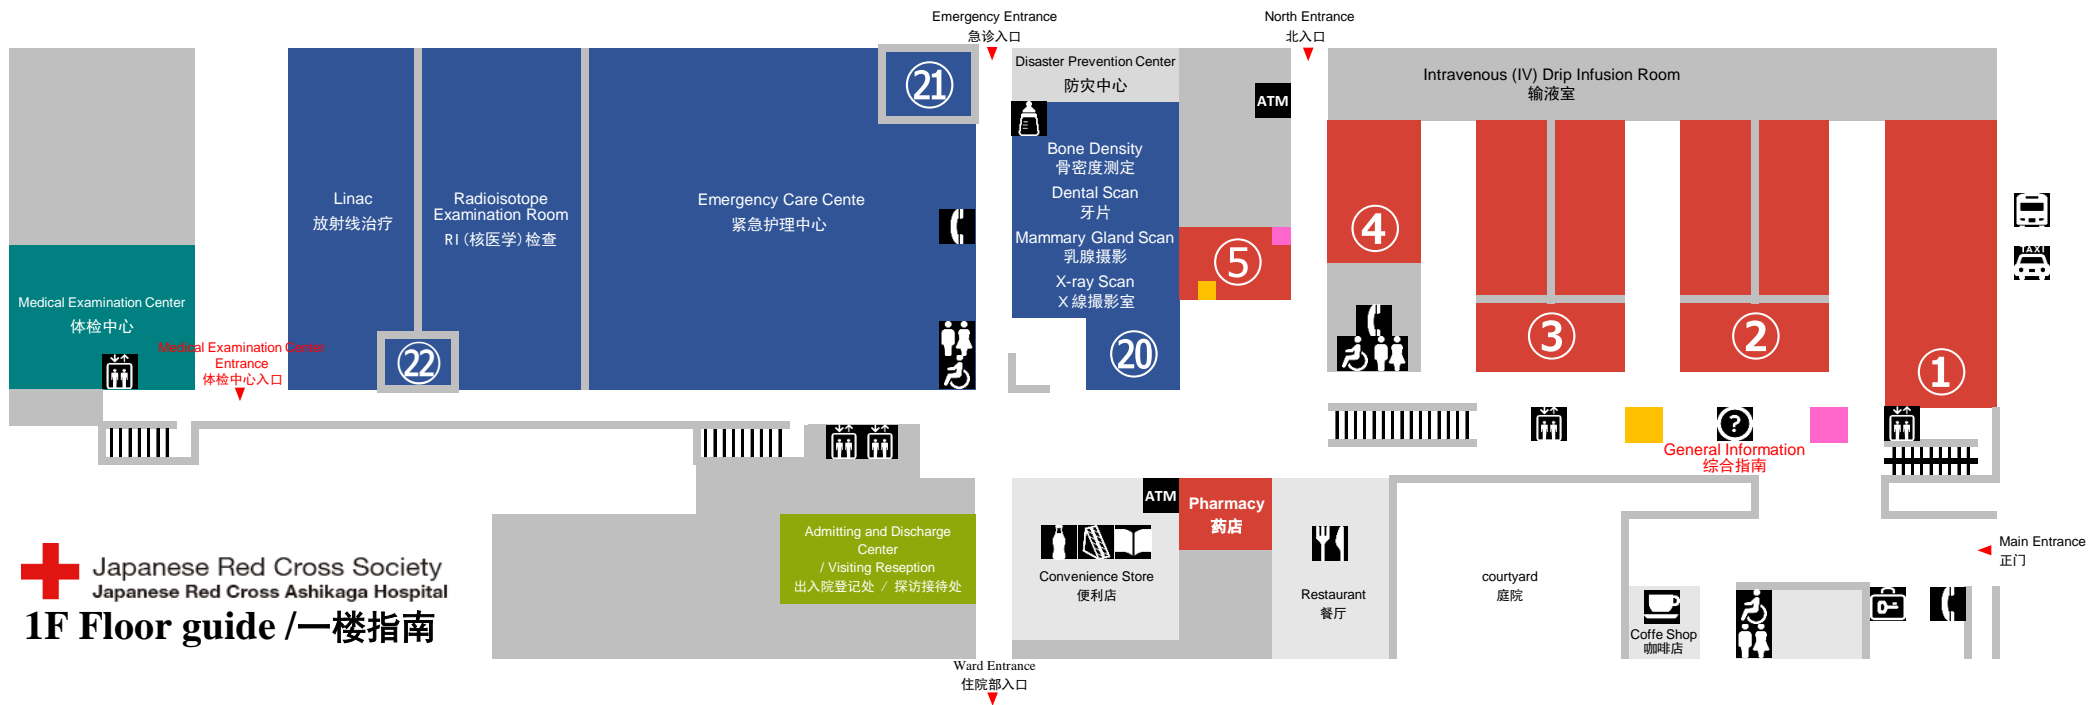 Emergency Entrance
急诊入口
North Entrance
北入口
21
Disaster Prevention Center
防灾中心
ATM
Intravenous (IV) Drip Infusion Room
输液室
Linac
放射线治疗
Radioisotope
Examination Room
RI(核医学)检查
Emergency Care Cente
紧急护理中心
Bone Density
骨密度测定
Dental Scan
牙片
Mammary Gland Scan
乳腺摄影
X-ray Scan
X線撮影室
⑤
④
TAXI
Medical Examination Center
体检中心
Medical Examination Center
Entrance
体检中心入口
22
⑳
③
②
①
?
General Information
综合指南
ATM
Pharmacy
药店
Admitting and Discharge
Center
/ Visiting Reseption
出入院登记处 / 探访接待处
Convenience Store
便利店
Restaurant
餐厅
courtyard
庭院
Main Entrance
正门
Coffe Shop
咖啡店
Japanese Red Cross Society
Japanese Red Cross Ashikaga Hospital
1F Floor guide /一楼指南
Ward Entrance
住院部入口